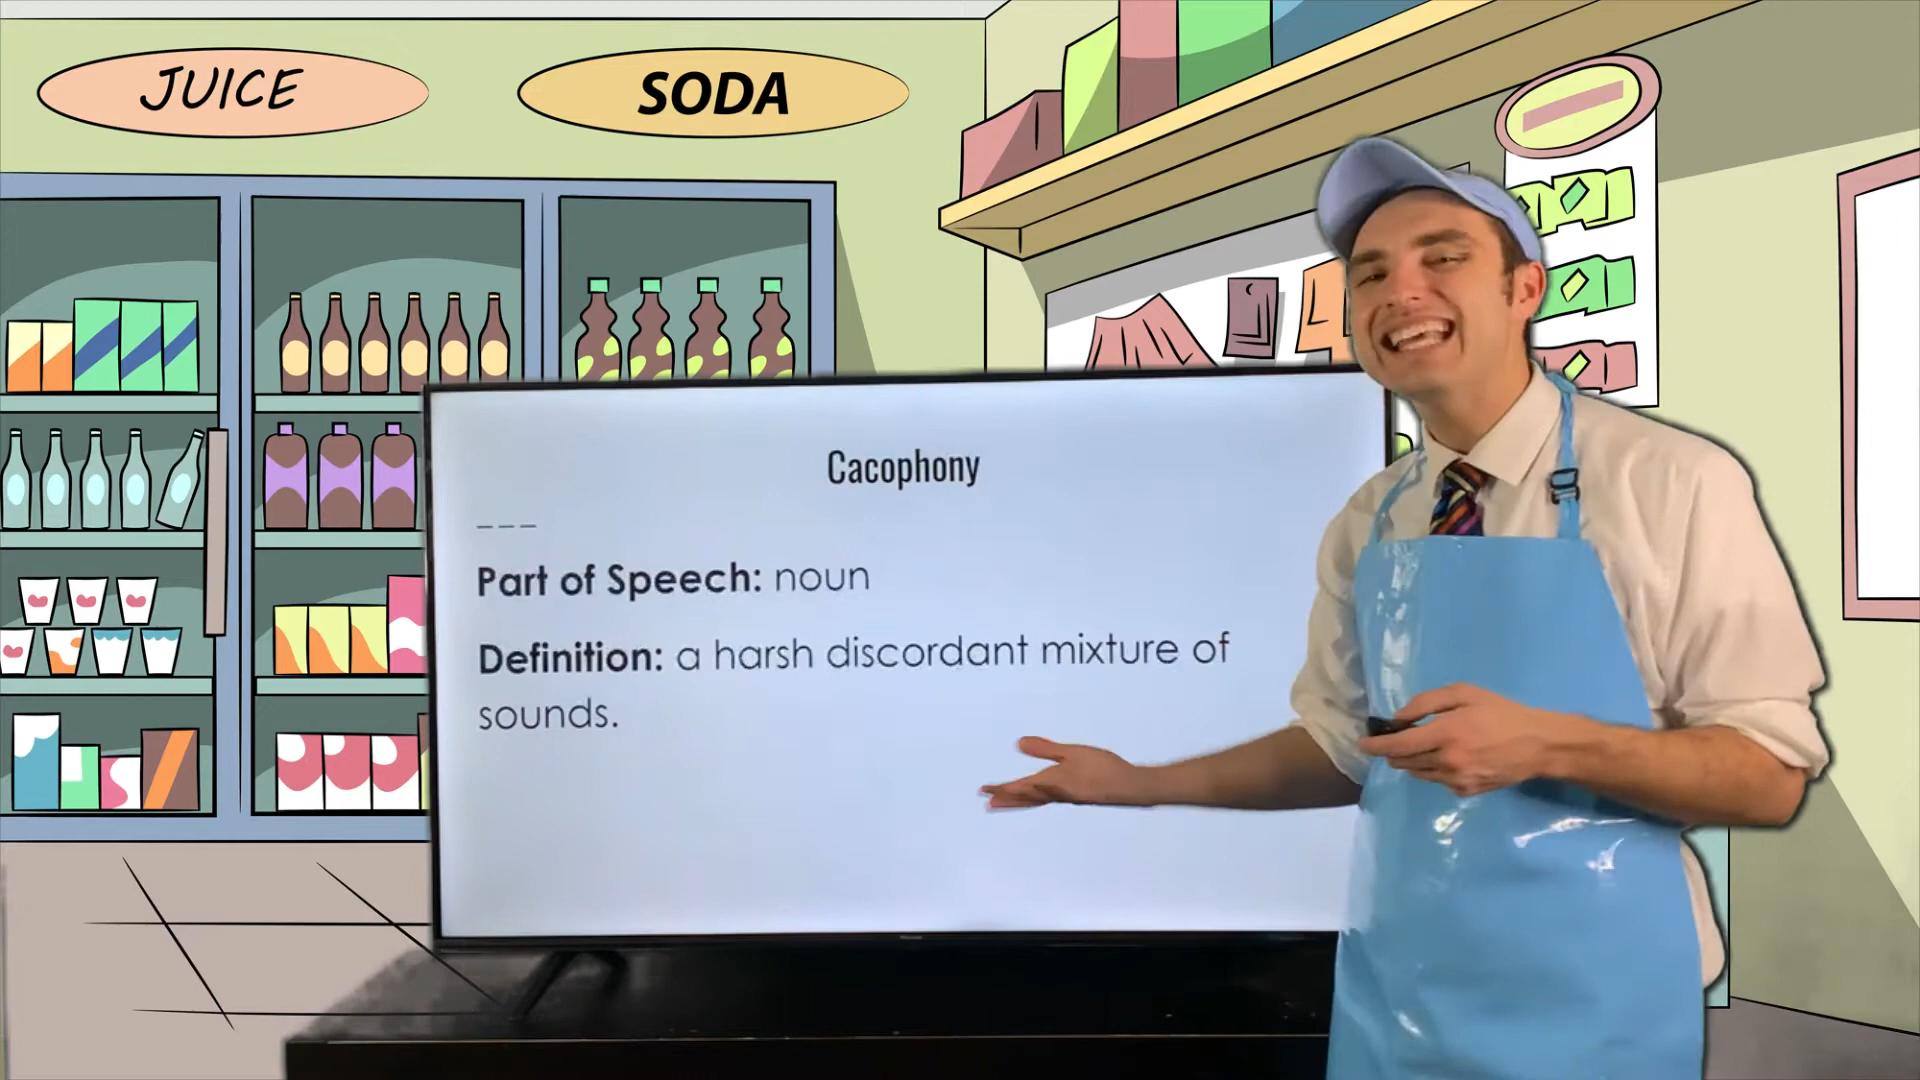 JUICE
SODA
Cacophony
---
Part of Speech: noun
Definition: a harsh discordant mixture of
sounds.